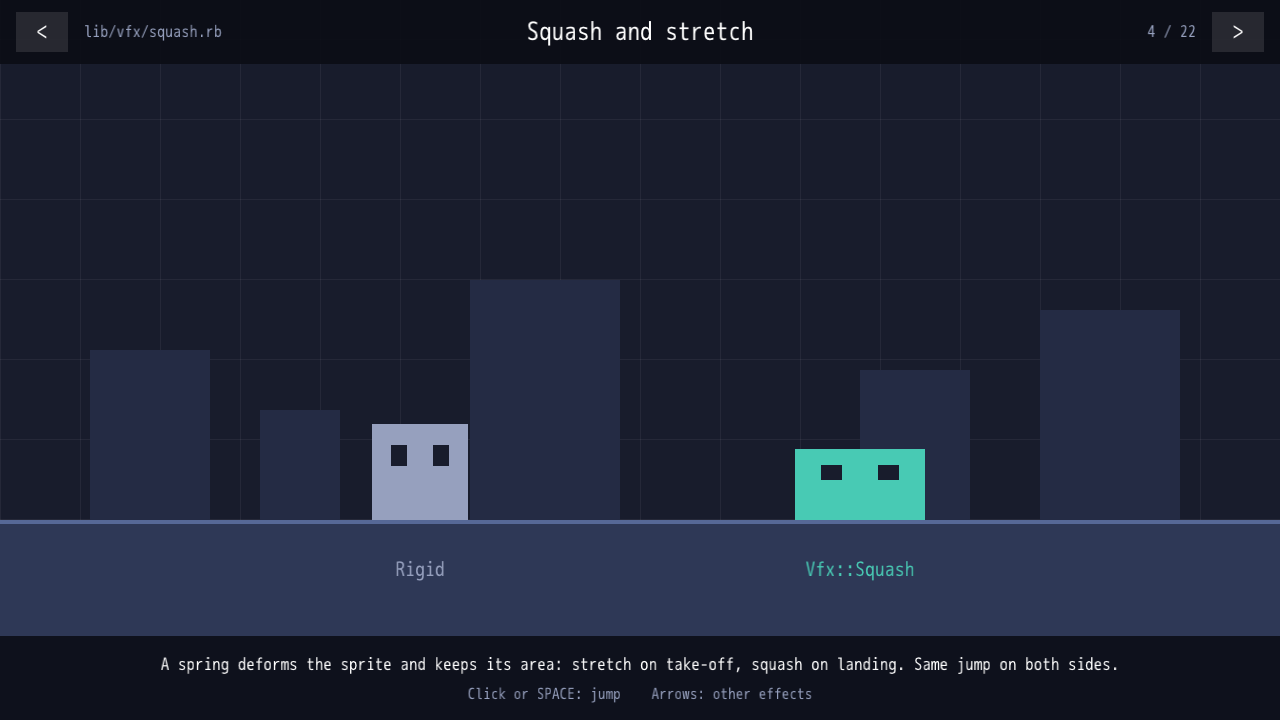 <
lib/vfx/squash.rb
Squash and stretch
4 / 22
>
Rigid
Vfx::Squash
A spring deforms the sprite and keeps its area: stretch on take-off, squash on landing. Same jump on both sides.
Click or SPACE: jump    Arrows: other effects